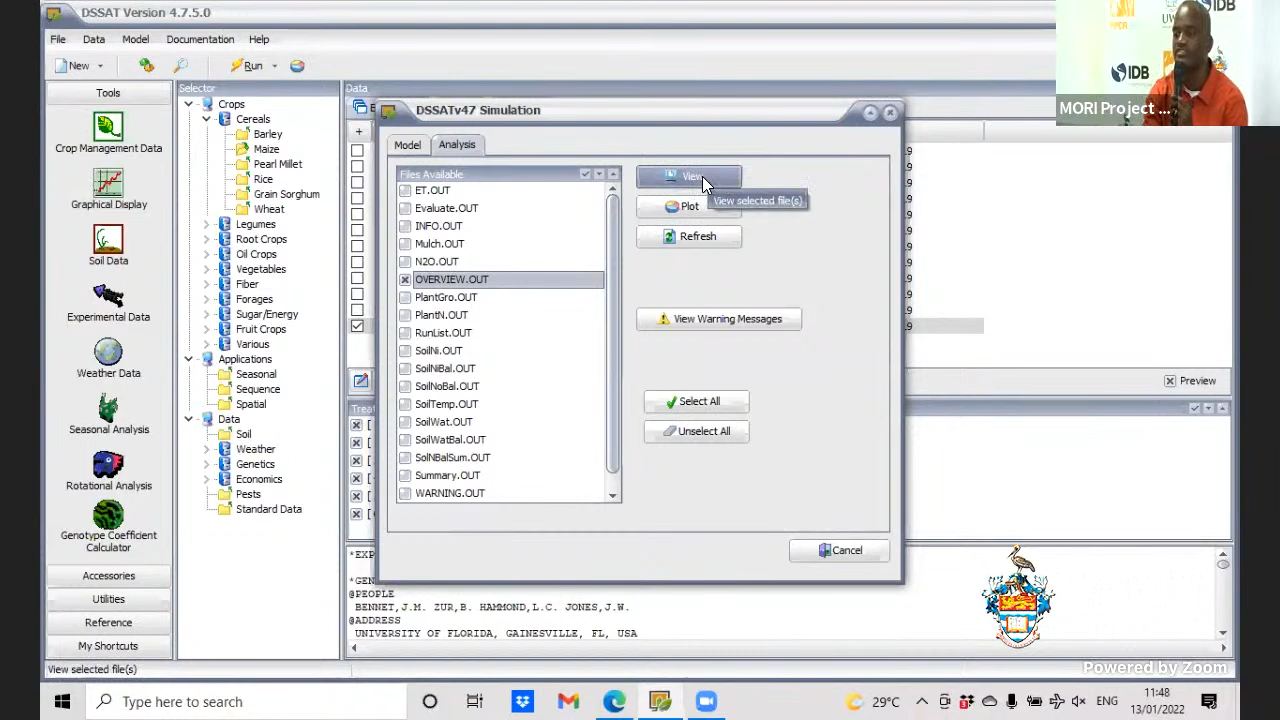 DSSAT Version 4.7.5.0
File Data Model Documentation Help
New Run
Tools
Crop Management Data
Graphical Display
Soil Data
Experimental Data
Weather Data
Seasonal Analysis
Rotational Analysis
Genotype Coefficient
Calculator
Accessories
Utilities
Reference
My Shortcuts
View selected file(s)
Selector
Crops
Cereals
Barley
Maize
Pearl Millet
Rice
Grain Sorghum
Wheat
Legumes
Root Crops
Oil Crops
Vegetables
Fiber
Forages
Sugar/Energy
Fruit Crops
Various
Applications
Seasonal
Sequence
Spatial
Data
Soil
Weather
Genetics
Economics
Pests
Standard Data
Data
DSSATv47 Simulation
Model Analysis
Files Available
ET.OUT
Evaluate.OUT
INFO.OUT
Mulch.OUT
N2O.OUT
OVERVIEW.OUT
PlantGro.OUT
PlantN.OUT
RunList.OUT
SoilNi.OUT
SoilNiBal.OUT
SoilNoBal.OUT
SoilTemp.OUT
SoilWat.OUT
SoilWatBal.OUT
SolNBalSum.OUT
Summary.OUT
WARNING.OUT
View
View selected file(s)
Plot
Refresh
View Warning Messages
Select All
Unselect All
Cancel
Preview
*EXP
*GEN
@PEOPLE
BENNET,J.M. ZUR,B. HAMMOND,L.C. JONES,J.W.
@ADDRESS
UNIVERSITY OF FLORIDA, GAINESVILLE, FL, USA
IDB
IDB
MORI Project ...
Powered by Zoom
Type here to search
29°C
ENG
11:48
13/01/2022